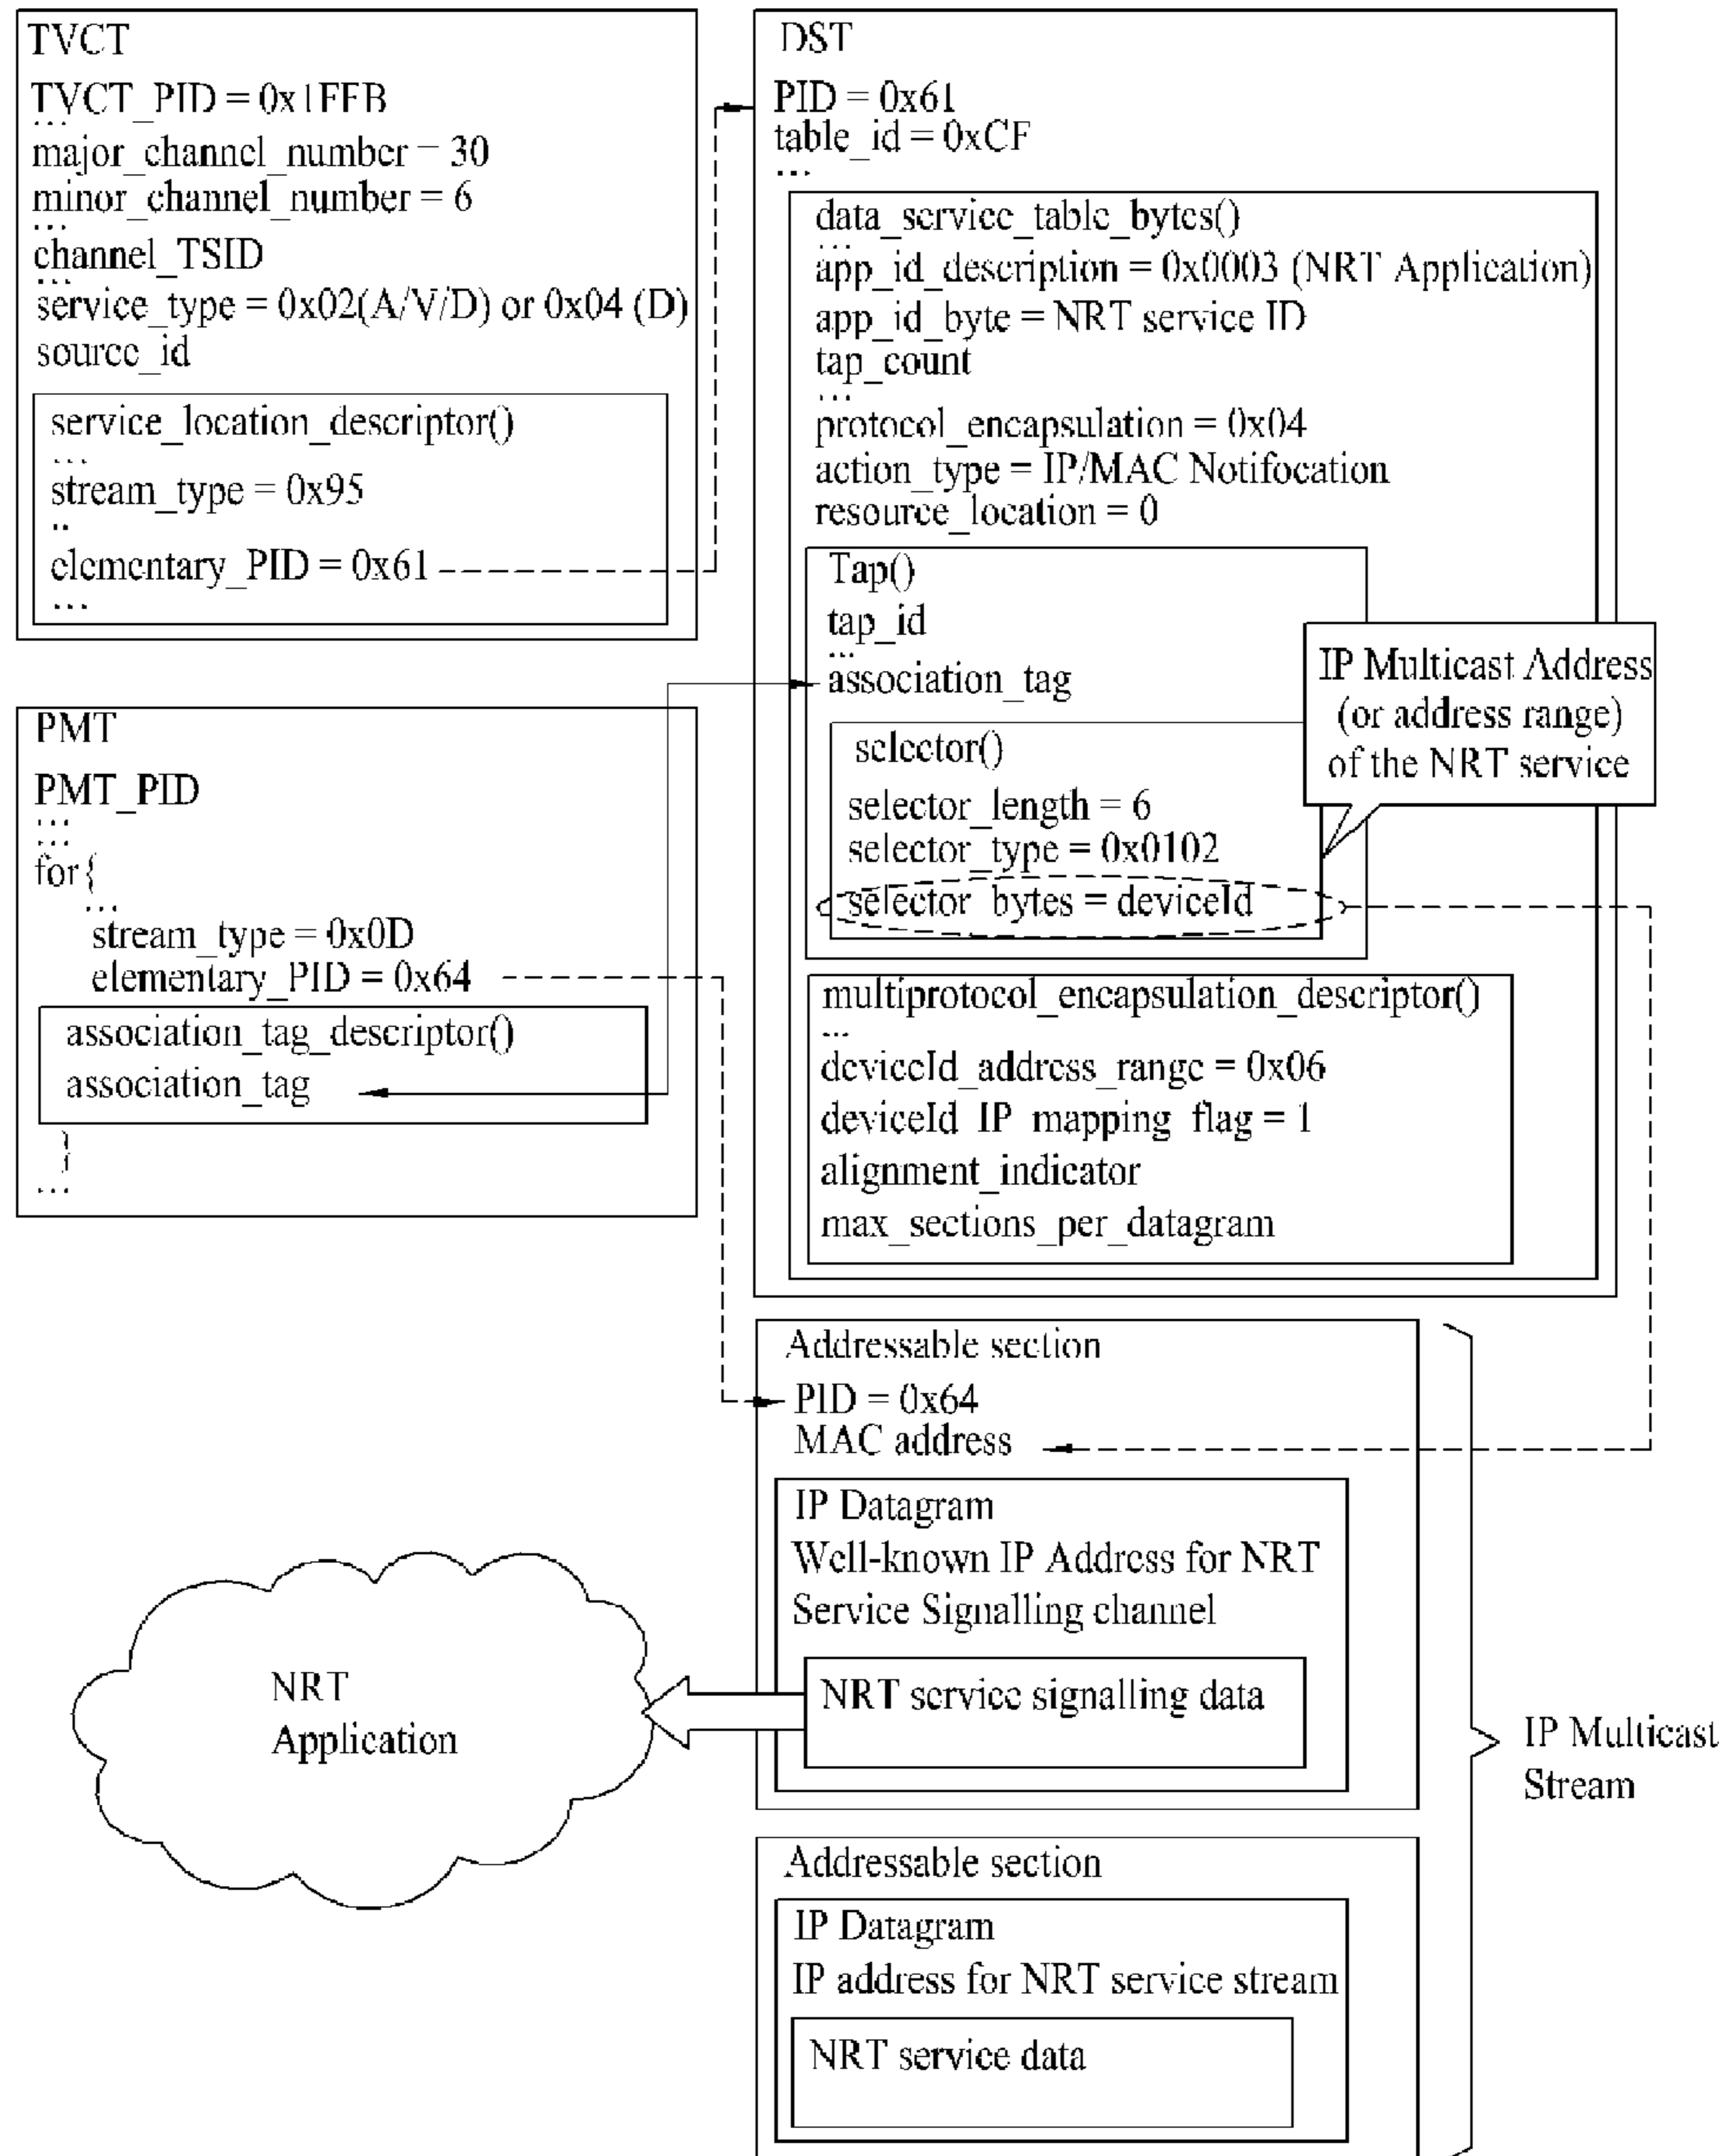 TVCT
TVCT_PID = 0x1FFB
...
major_channel_number = 30
minor_channel_number = 6
...
channel_TSID
...
service_type = 0x02(A/V/D) or 0x04 (D)
source_id
service_location_descriptor()
...
stream_type = 0x95
..
elementary_PID = 0x61
...
PMT
PMT_PID
...
...
for{
...
stream_type = 0x0D
elementary_PID = 0x64
association_tag_descriptor()
association_tag
}
...
DST
PID = 0x61
table_id = 0xCF
...
data_service_table_bytes()
...
app_id_description = 0x0003 (NRT Application)
app_id_byte = NRT service ID
tap_count
...
protocol_encapsulation = 0x04
action_type = IP/MAC Notifocation
resource_location = 0
Tap()
tap_id
...
association_tag
selector()
selector_length = 6
selector_type = 0x0102
selector_bytes = deviceId
IP Multicast Address
(or address range)
of the NRT service
multiprotocol_encapsulation_descriptor()
...
deviceId_address_range = 0x06
deviceId_IP_mapping_flag = 1
alignment_indicator
max_sections_per_datagram
Addressable section
PID = 0x64
MAC address
IP Datagram
Well-known IP Address for NRT
Service Signalling channel
NRT service signalling data
NRT
Application
IP Multicast
Stream
Addressable section
IP Datagram
IP address for NRT service stream
NRT service data